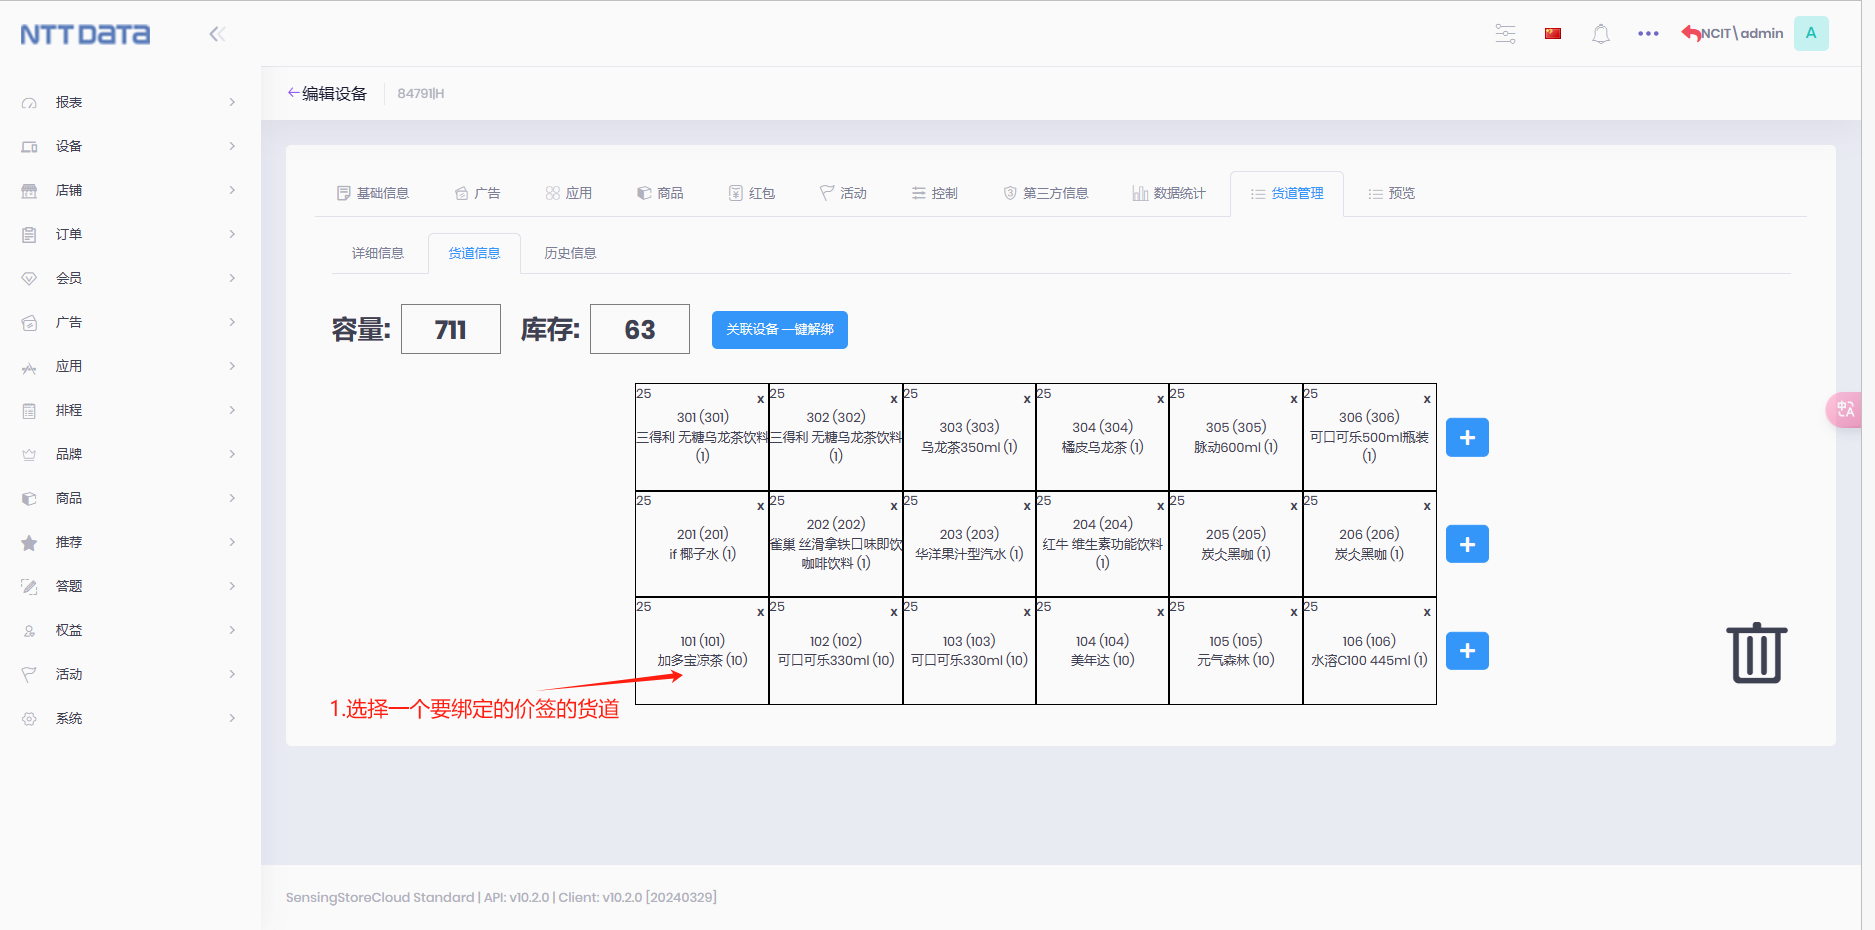 NTT DATA
NCIT\admin
A
报表
设备
店铺
订单
会员
广告
应用
排程
品牌
商品
推荐
答题
权益
活动
系统
编辑设备
84791|H
基础信息
广告
应用
商品
红包
活动
控制
第三方信息
数据统计
货道管理
预览
详细信息
货道信息
历史信息
容量: 711 库存: 63 关联设备 一键解绑
25 x
301 (301)
三得利 无糖乌龙茶饮料
(1)
25 x
302 (302)
三得利 无糖乌龙茶饮料
(1)
25 x
303 (303)
乌龙茶350ml (1)
25 x
304 (304)
橘皮乌龙茶 (1)
25 x
305 (305)
脉动600ml (1)
25 x
306 (306)
可口可乐500ml瓶装
(1)
+
25 x
201 (201)
if 椰子水 (1)
25 x
202 (202)
雀巢 丝滑拿铁口味即饮
咖啡饮料 (1)
25 x
203 (203)
华洋果汁型汽水 (1)
25 x
204 (204)
红牛 维生素功能饮料
(1)
25 x
205 (205)
炭仌黑咖 (1)
25 x
206 (206)
炭仌黑咖 (1)
+
25 x
101 (101)
加多宝凉茶 (10)
25 x
102 (102)
可口可乐330ml (10)
25 x
103 (103)
可口可乐330ml (10)
25 x
104 (104)
美年达 (10)
25 x
105 (105)
元气森林 (10)
25 x
106 (106)
水溶C100 445ml (1)
+
1.选择一个要绑定的价签的货道
SensingStoreCloud Standard | API: v10.2.0 | Client: v10.2.0 [20240329]